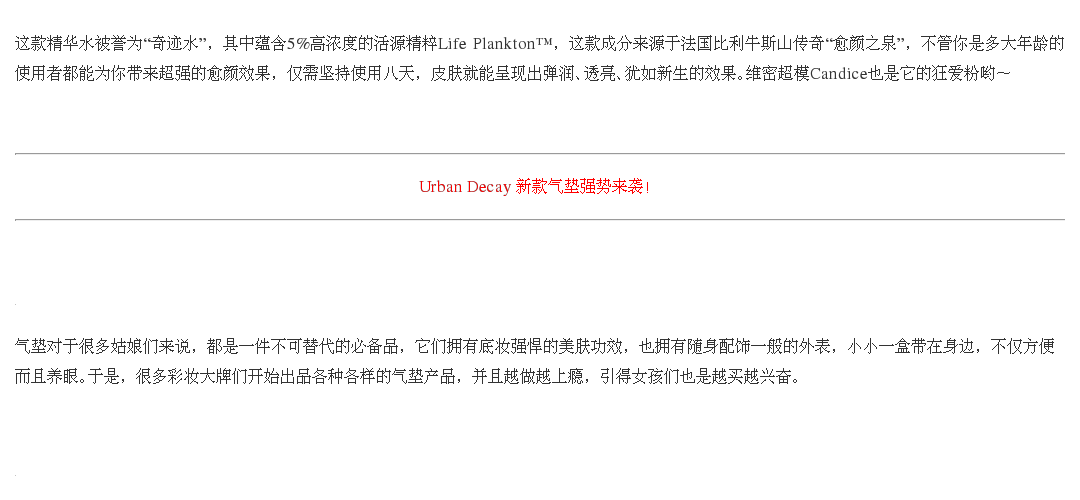 这款精华水被誉为“奇迹水”，其中蕴含5%高浓度的活源精粹Life Plankton™，这款成分来源于法国比利牛斯山传奇“愈颜之泉”，不管你是多大年龄的
使用者都能为你带来超强的愈颜效果，仅需坚持使用八天，皮肤就能呈现出弹润、透亮、犹如新生的效果。维密超模Candice也是它的狂爱粉哟～
Urban Decay 新款气垫强势来袭！
气垫对于很多姑娘们来说，都是一件不可替代的必备品，它们拥有底妆强悍的美肤功效，也拥有随身配饰一般的外表，小小一盒带在身边，不仅方便
而且养眼。于是，很多彩妆大牌们开始出品各种各样的气垫产品，并且越做越上瘾，引得女孩们也是越买越兴奋。